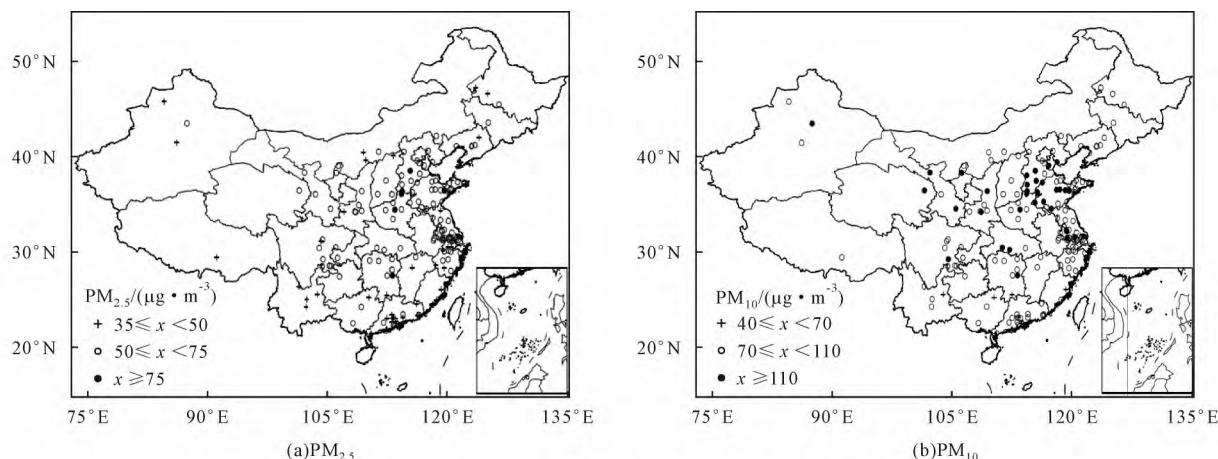 50°N
40°N
30°N
20°N
PM2.5/(μg·m-3)
+ 35≤x<50
○ 50≤x<75
● x≥75
75°E 90°E 105°E 120°E 135°E
(a)PM2.5
50°N
40°N
30°N
20°N
PM10/(μg·m-3)
+ 40≤x<70
○ 70≤x<110
● x≥110
75°E 90°E 105°E 120°E 135°E
(b)PM10